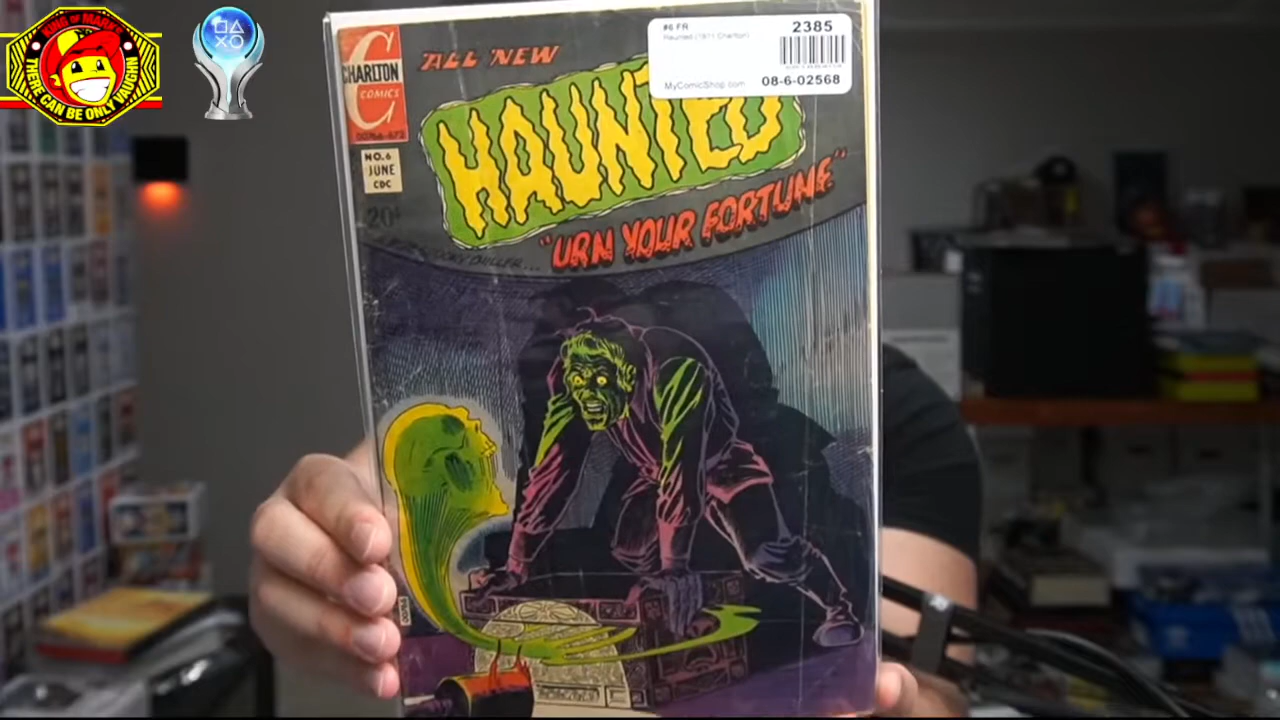 KING OF MARKS
THERE CAN BE ONLY VAUGHN
C
CHARLTON
COMICS
"ALL NEW
HAUNTED
NO.6
JUNE
CDC
20¢
"URN YOUR FORTUNE"
#6 FR
2385
Haunted (1971 Charlton)
MyComicShop.com
08-6-02568